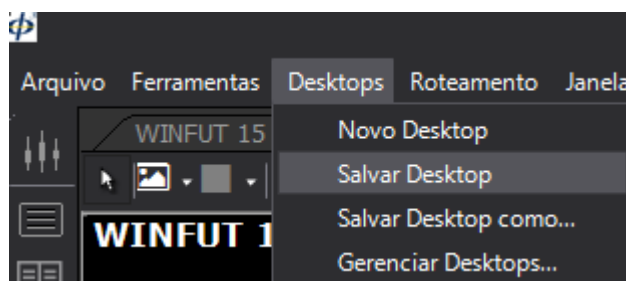 Arquivo Ferramentas Desktops Roteamento Janela
WINFUT 15
Novo Desktop
Salvar Desktop
WINFUT 1
Salvar Desktop como...
Gerenciar Desktops...